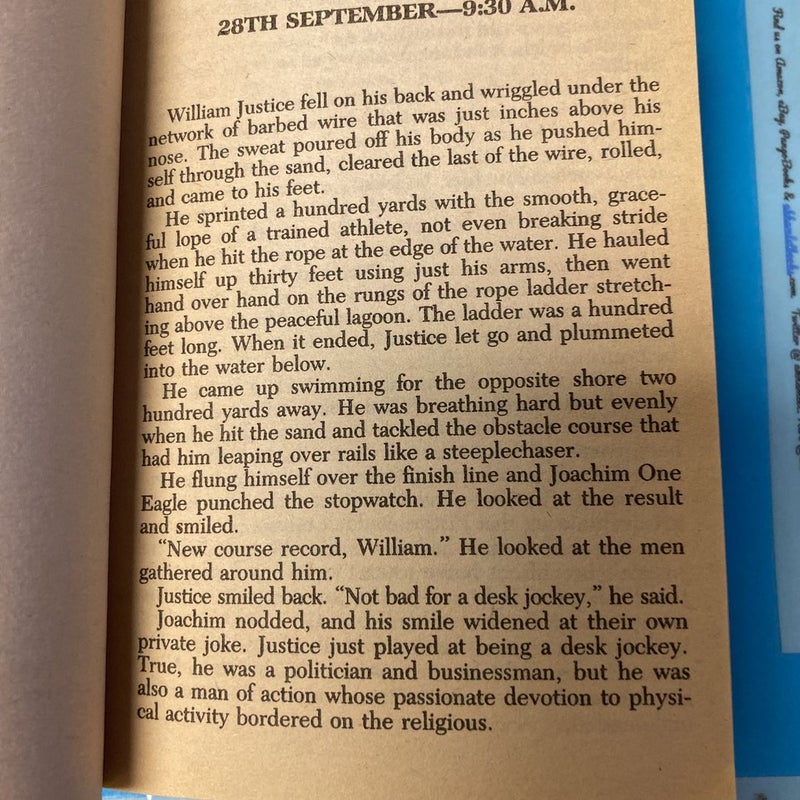 28TH SEPTEMBER—9:30 A.M.
William Justice fell on his back and wriggled under the
network of barbed wire that was just inches above his
nose. The sweat poured off his body as he pushed him-
self through the sand, cleared the last of the wire, rolled,
and came to his feet.
He sprinted a hundred yards with the smooth, grace-
ful lope of a trained athlete, not even breaking stride
when he hit the rope at the edge of the water. He hauled
himself up thirty feet using just his arms, then went
hand over hand on the rungs of the rope ladder stretch-
ing above the peaceful lagoon. The ladder was a hundred
feet long. When it ended, Justice let go and plummeted
into the water below.
He came up swimming for the opposite shore two
hundred yards away. He was breathing hard but evenly
when he hit the sand and tackled the obstacle course that
had him leaping over rails like a steeplechaser.
He flung himself over the finish line and Joachim One
Eagle punched the stopwatch. He looked at the result
and smiled.
“New course record, William.” He looked at the men
gathered around him.
Justice smiled back. “Not bad for a desk jockey,” he said.
Joachim nodded, and his smile widened at their own
private joke. Justice just played at being a desk jockey.
True, he was a politician and businessman, but he was
also a man of action whose passionate devotion to physi-
cal activity bordered on the religious.
Find us on Amazon, eBay, PangoBooks &
Twitter @